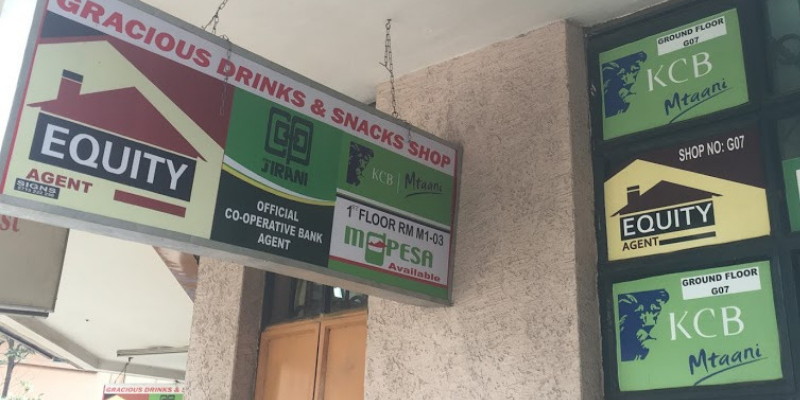 GRACIOUS DRINKS & SNACKS SHOP
EQUITY
AGENT
SIGNS
JIRANI
OFFICIAL
CO-OPERATIVE BANK
AGENT
KCB | Mtaani
1ST FLOOR RM M1-03
M-PESA
Available
GROUND FLOOR
G07
KCB
Mtaani
SHOP NO: G07
EQUITY
AGENT
GROUND FLOOR
G07
KCB
Mtaani
GRACIOUS DRINKS &